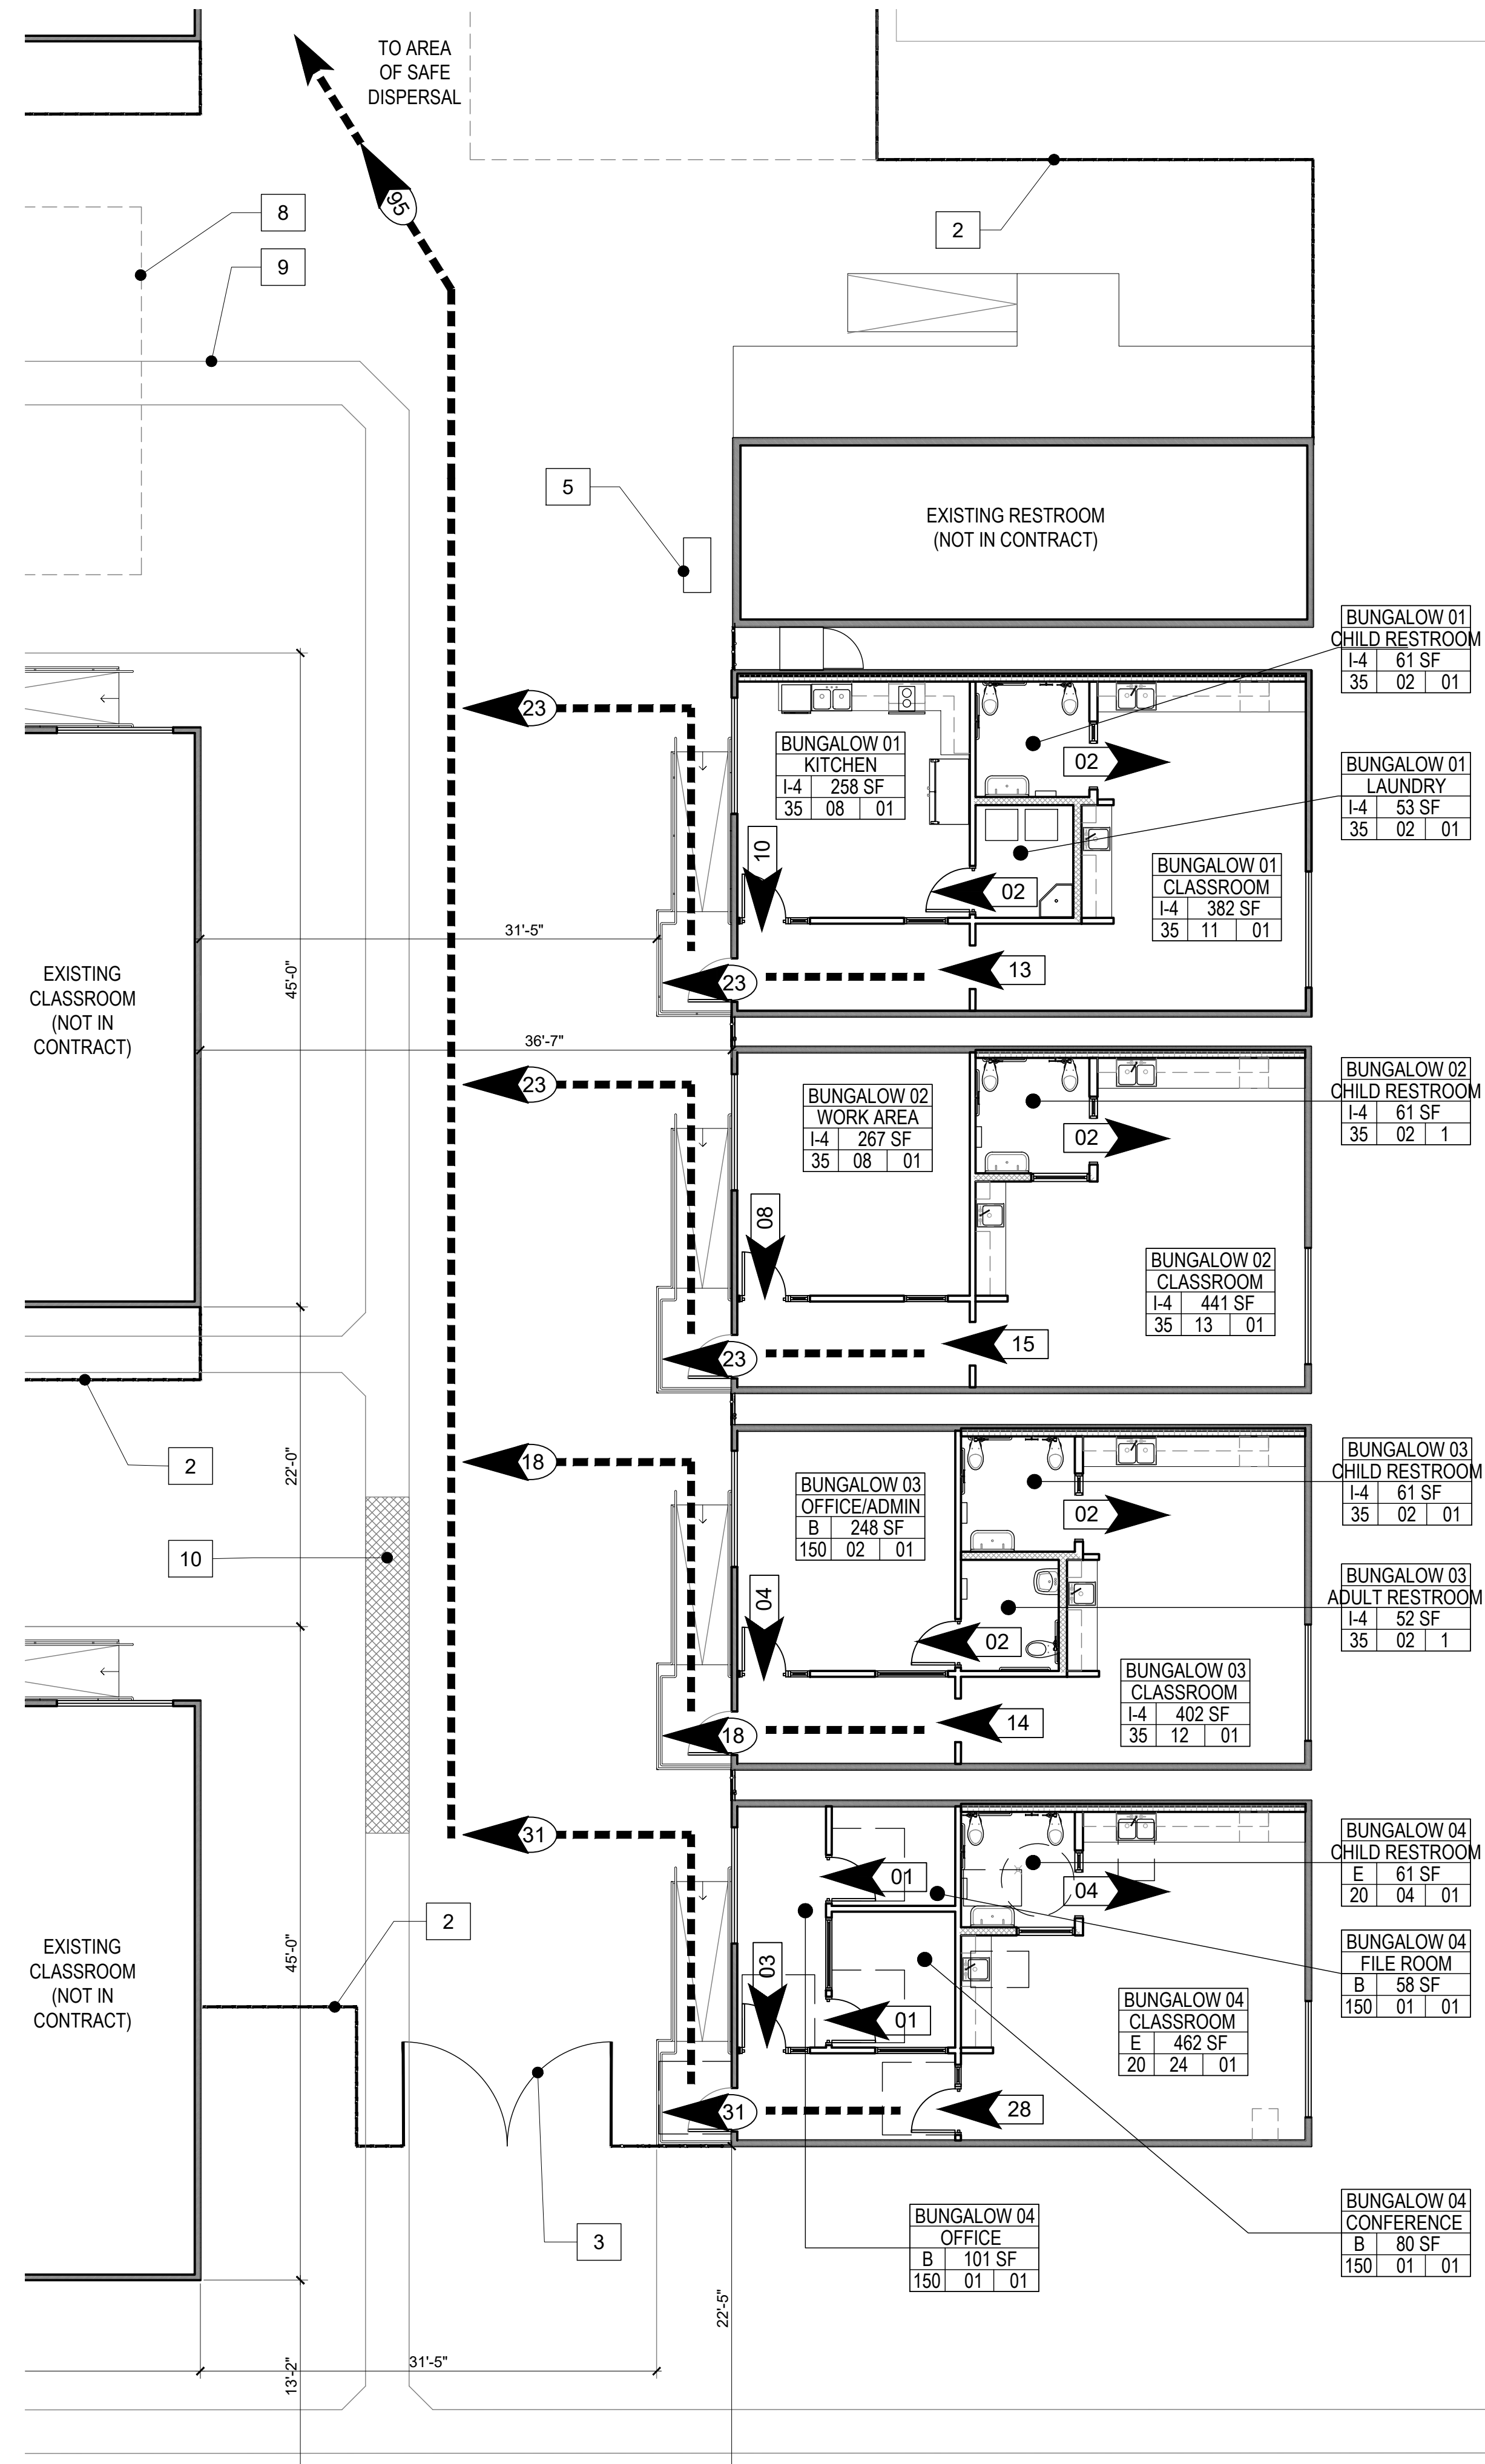 TO AREA
OF SAFE
DISPERSAL
95
8
9
2
5
EXISTING RESTROOM
(NOT IN CONTRACT)
BUNGALOW 01
CHILD RESTROOM
I-4 61 SF
35 02 01
23
BUNGALOW 01
KITCHEN
I-4 258 SF
35 08 01
02
BUNGALOW 01
LAUNDRY
I-4 53 SF
35 02 01
10
02
BUNGALOW 01
CLASSROOM
I-4 382 SF
35 11 01
31'-5"
45'-0"
EXISTING
CLASSROOM
(NOT IN
CONTRACT)
23
13
36'-7"
23
BUNGALOW 02
WORK AREA
I-4 267 SF
35 08 01
02
BUNGALOW 02
CHILD RESTROOM
I-4 61 SF
35 02 1
08
BUNGALOW 02
CLASSROOM
I-4 441 SF
35 13 01
23
15
2
22'-0"
18
BUNGALOW 03
OFFICE/ADMIN
B 248 SF
150 02 01
02
BUNGALOW 03
CHILD RESTROOM
I-4 61 SF
35 02 01
10
04
02
BUNGALOW 03
ADULT RESTROOM
I-4 52 SF
35 02 1
BUNGALOW 03
CLASSROOM
I-4 402 SF
35 12 01
18
14
31
01
04
BUNGALOW 04
CHILD RESTROOM
E 61 SF
20 04 01
2
45'-0"
EXISTING
CLASSROOM
(NOT IN
CONTRACT)
03
01
BUNGALOW 04
FILE ROOM
B 58 SF
150 01 01
BUNGALOW 04
CLASSROOM
E 462 SF
20 24 01
31
28
3
BUNGALOW 04
OFFICE
B 101 SF
150 01 01
BUNGALOW 04
CONFERENCE
B 80 SF
150 01 01
22'-5"
31'-5"
13'-2"